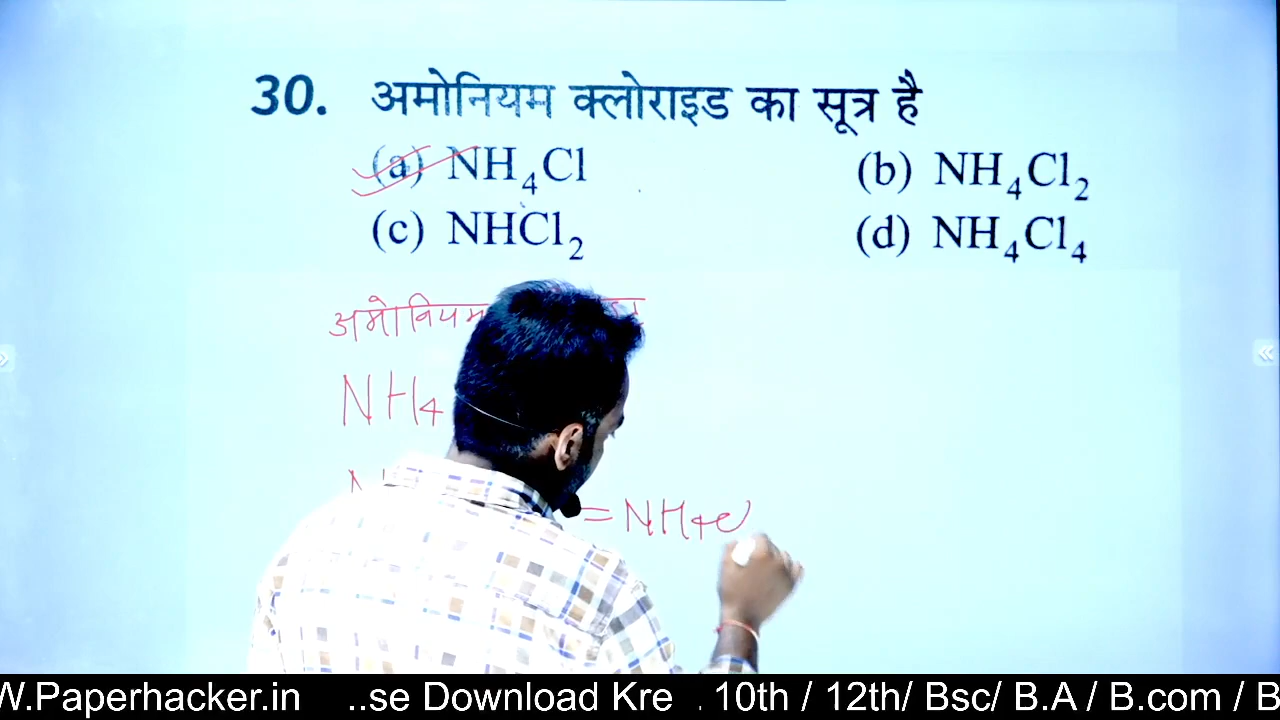 30. अमोनियम क्लोराइड का सूत्र है
(a) NH₄Cl (b) NH₄Cl₂
(c) NHCl₂ (d) NH₄Cl₄
अमोनियम
NH₄
= NH₄Cl
W.Paperhacker.in ..se Download Kre . 10th / 12th/ Bsc/ B.A / B.com / B